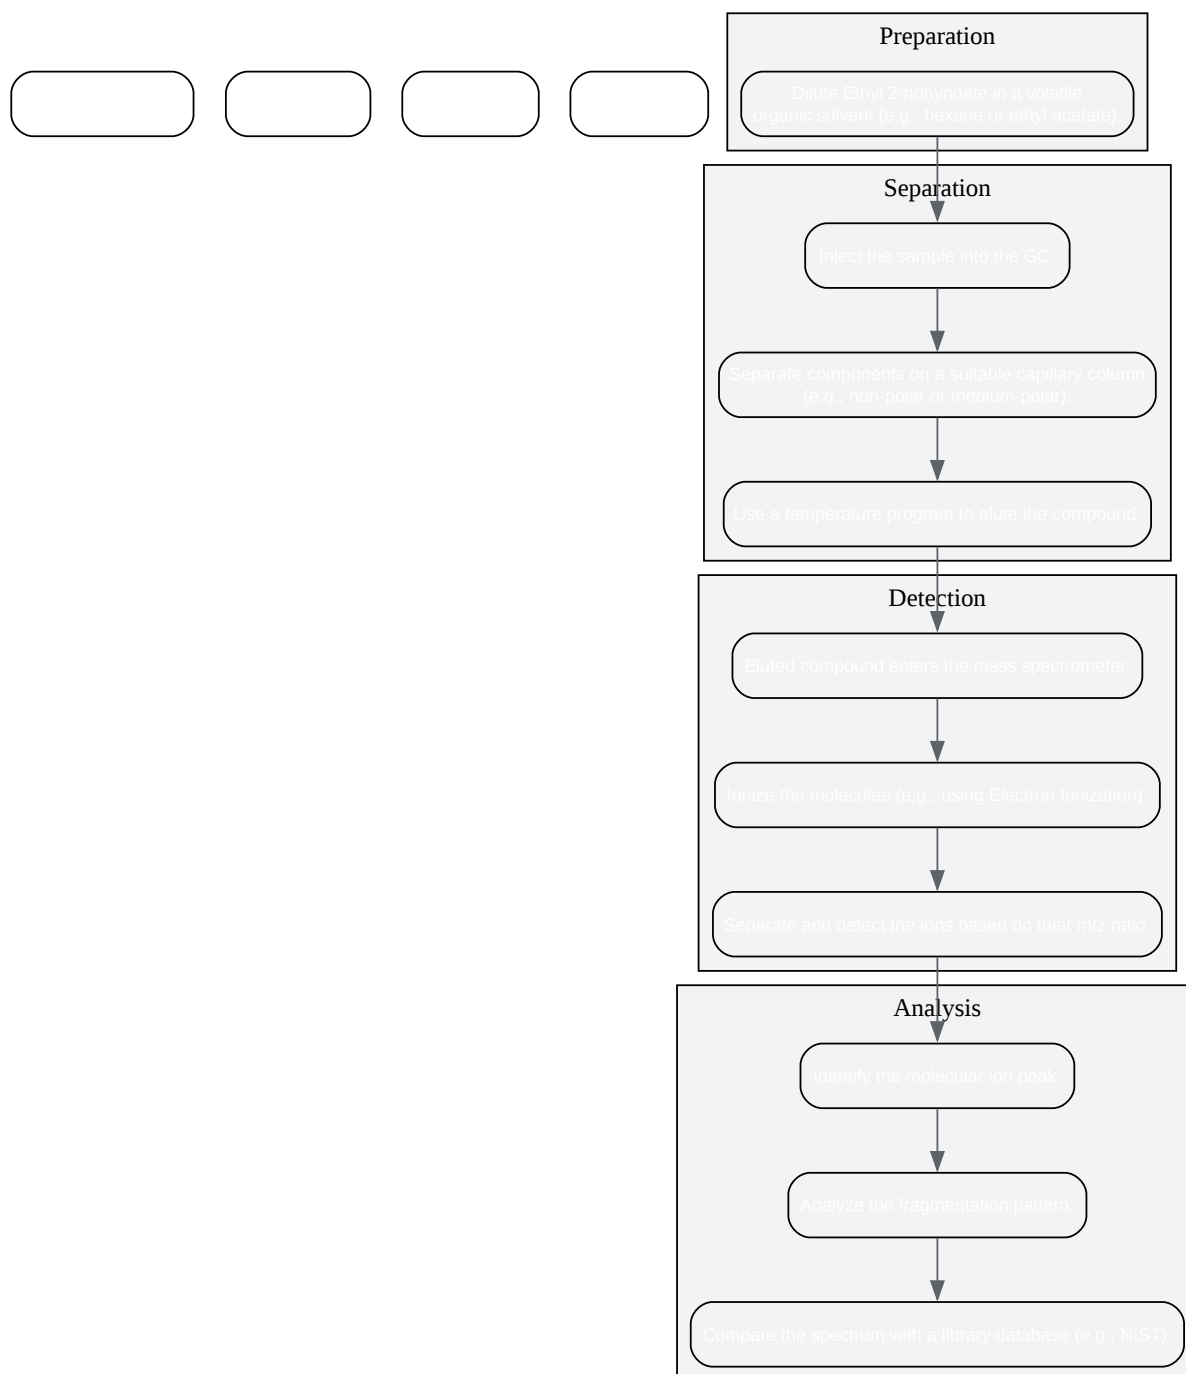 Preparation
Dilute Ethyl 2-nonynoate in a volatile
organic solvent (e.g., hexane or ethyl acetate).
Separation
Inject the sample into the GC.
Separate components on a suitable capillary column
(e.g., non-polar or medium-polar).
Use a temperature program to elute the compound.
Detection
Eluted compound enters the mass spectrometer.
Ionize the molecules (e.g., using Electron Ionization).
Separate and detect the ions based on their m/z ratio.
Analysis
Identify the molecular ion peak.
Analyze the fragmentation pattern.
Compare the spectrum with a library database (e.g., NIST).